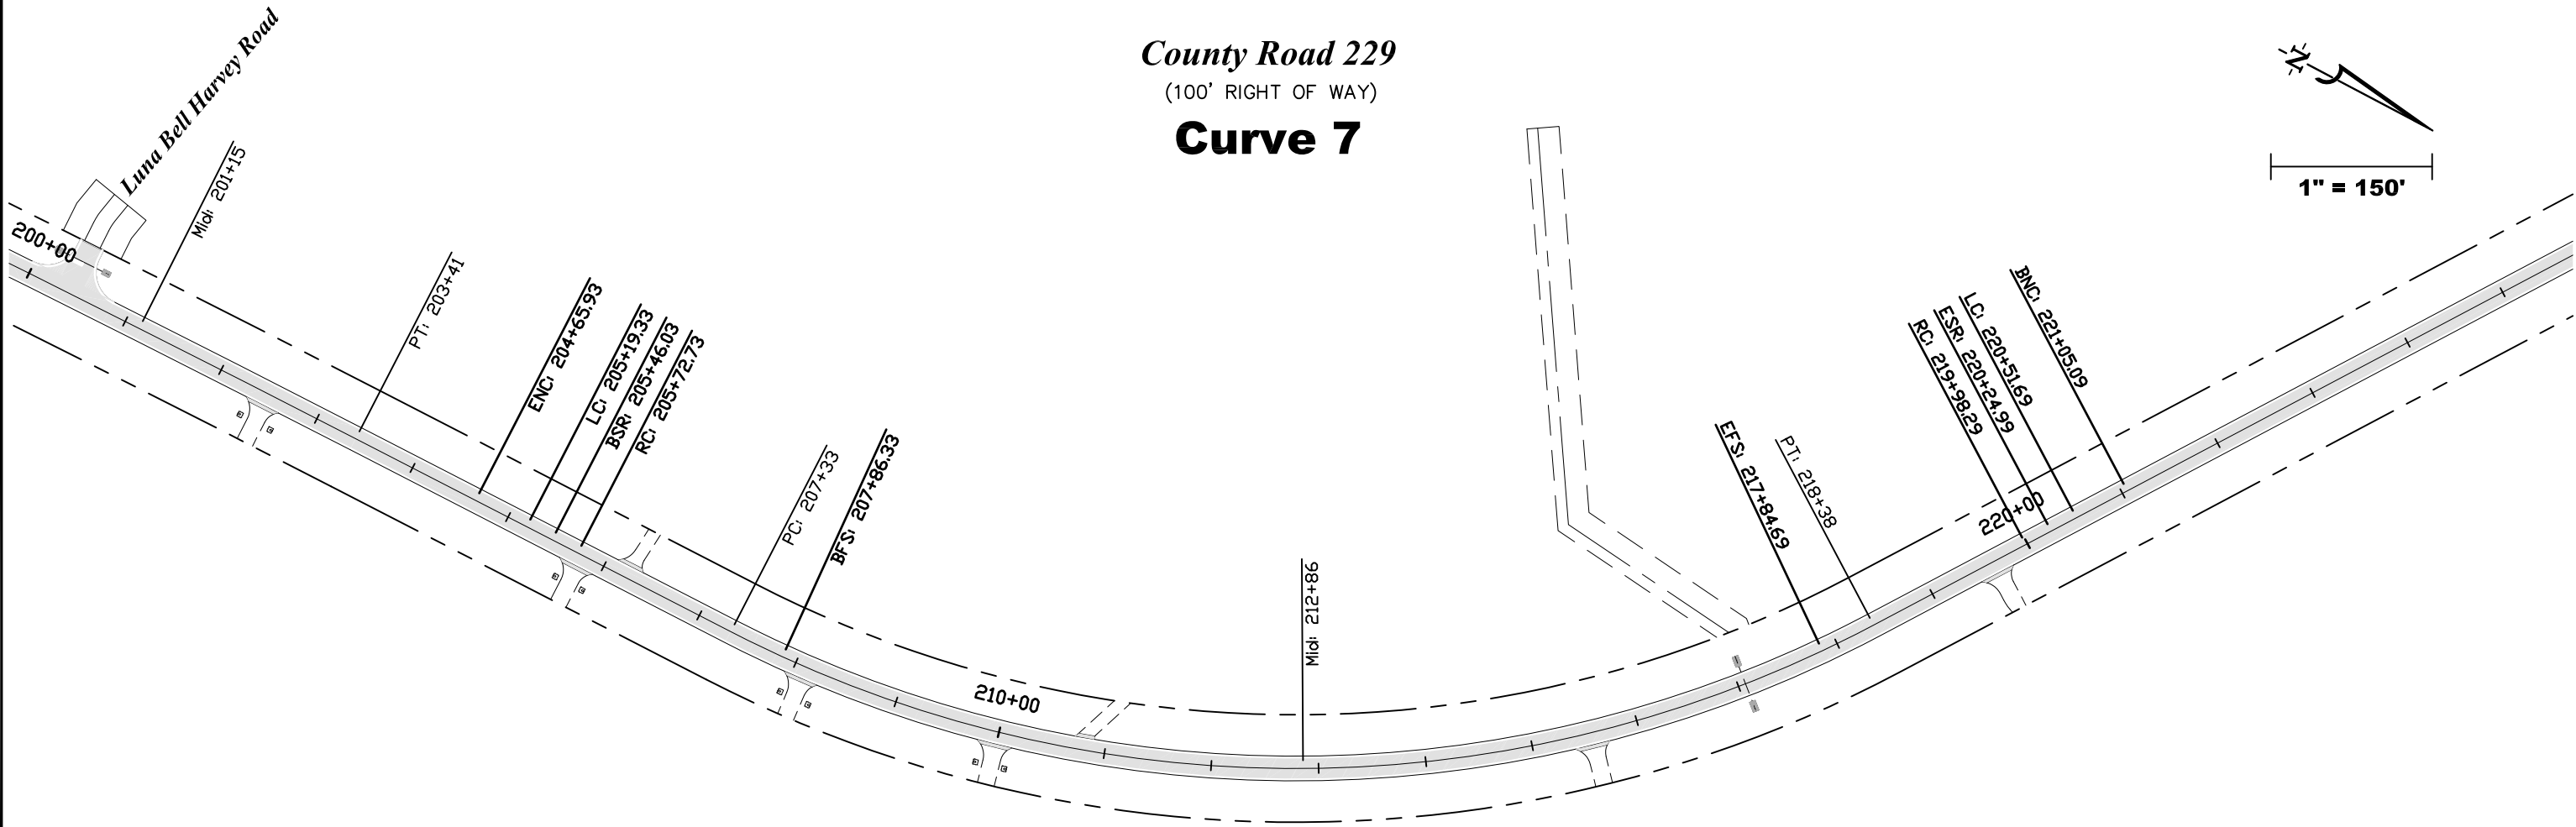 County Road 229
(100' RIGHT OF WAY)
Curve 7
N
1" = 150'
Luna Bell Harvey Road
200+00
Mid: 201+15
PT: 203+41
ENC: 204+65.93
LC: 205+19.33
BSR: 205+46.03
RC: 205+72.73
PC: 207+33
BFS: 207+86.33
210+00
Mid: 212+86
EFS: 217+84.69
PT: 218+38
RC: 219+98.29
ESR: 220+24.99
LC: 220+51.69
BNC: 221+05.09
220+00